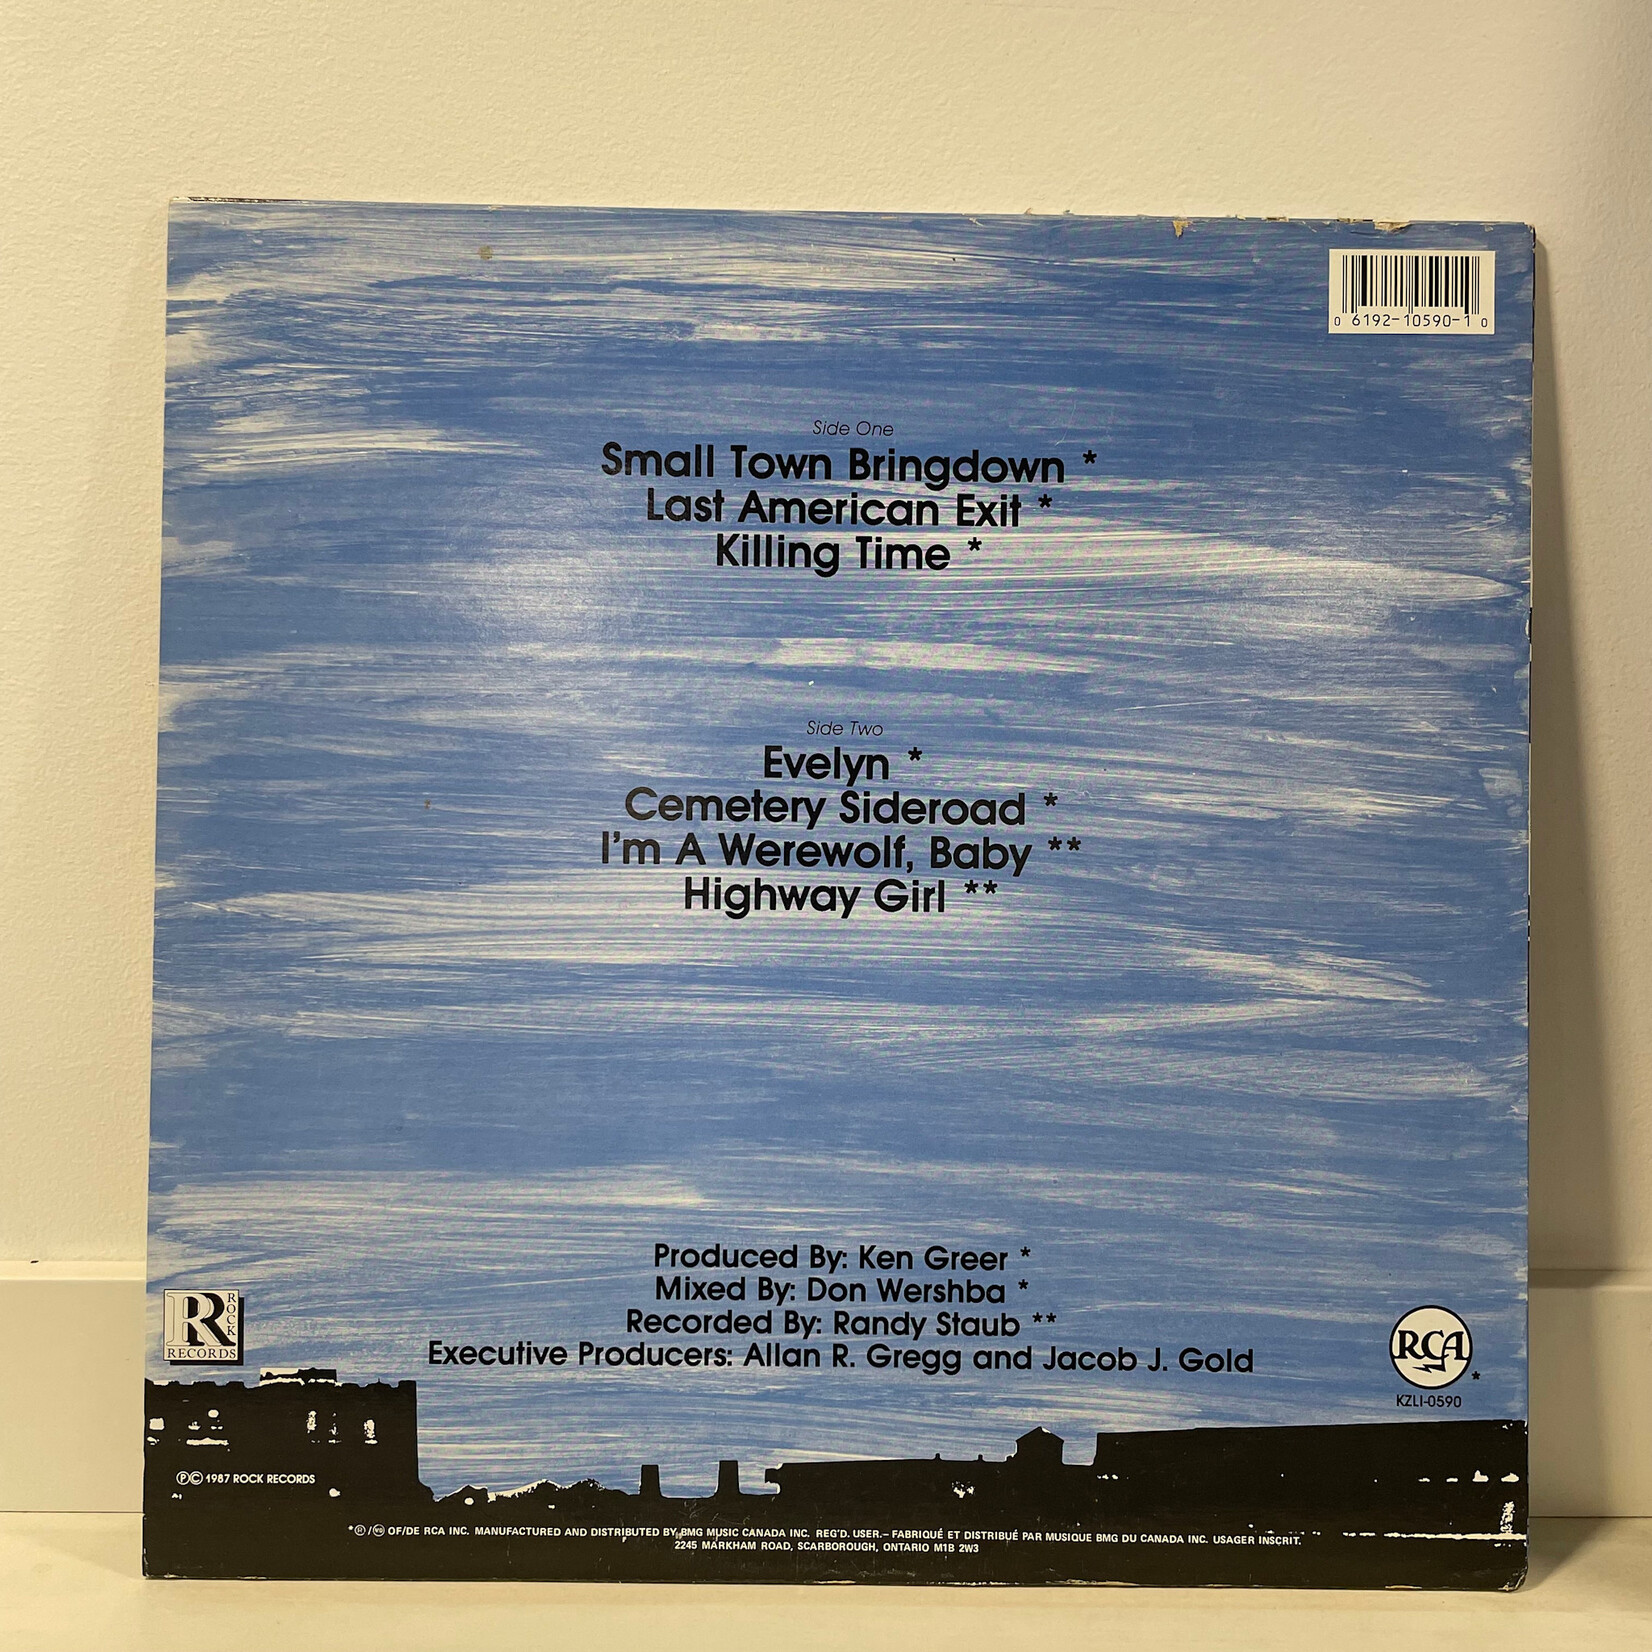 0 6192-10590-1 0
Side One
Small Town Bringdown *
Last American Exit *
Killing Time *
Side Two
Evelyn *
Cemetery Sideroad *
I'm A Werewolf, Baby **
Highway Girl **
Produced By: Ken Greer *
Mixed By: Don Wershba *
Recorded By: Randy Staub **
Executive Producers: Allan R. Gregg and Jacob J. Gold
R ROCK
RECORDS
RCA *
KZLI-0590
ⓅⒸ 1987 ROCK RECORDS
*Ⓡ/ⓂⒹ OF/DE RCA INC. MANUFACTURED AND DISTRIBUTED BY BMG MUSIC CANADA INC. REG'D. USER.– FABRIQUÉ ET DISTRIBUÉ PAR MUSIQUE BMG DU CANADA INC. USAGER INSCRIT.
2245 MARKHAM ROAD, SCARBOROUGH, ONTARIO M1B 2W3